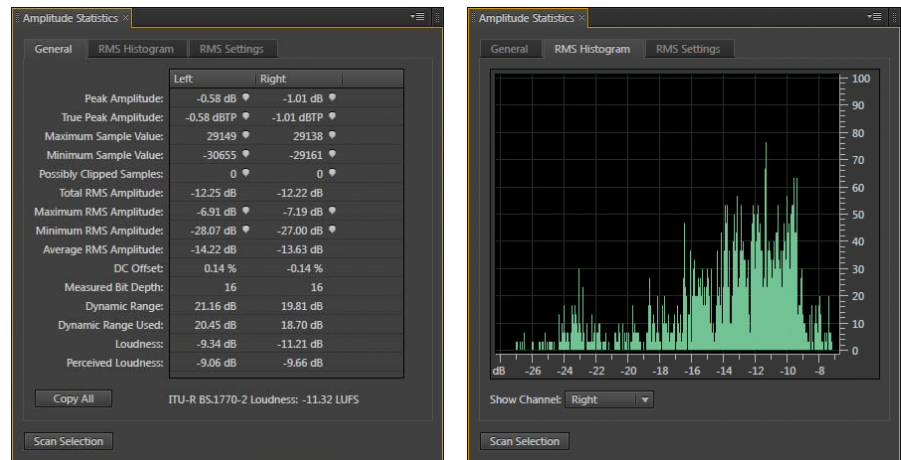 Amplitude Statistics ×
General RMS Histogram RMS Settings
Left Right
Peak Amplitude: -0.58 dB -1.01 dB
True Peak Amplitude: -0.58 dBTP -1.01 dBTP
Maximum Sample Value: 29149 29138
Minimum Sample Value: -30655 -29161
Possibly Clipped Samples: 0 0
Total RMS Amplitude: -12.25 dB -12.22 dB
Maximum RMS Amplitude: -6.91 dB -7.19 dB
Minimum RMS Amplitude: -28.07 dB -27.00 dB
Average RMS Amplitude: -14.22 dB -13.63 dB
DC Offset: 0.14 % -0.14 %
Measured Bit Depth: 16 16
Dynamic Range: 21.16 dB 19.81 dB
Dynamic Range Used: 20.45 dB 18.70 dB
Loudness: -9.34 dB -11.21 dB
Perceived Loudness: -9.06 dB -9.66 dB
Copy All ITU-R BS.1770-2 Loudness: -11.32 LUFS
Scan Selection
Amplitude Statistics ×
General RMS Histogram RMS Settings
100
90
80
70
60
50
40
30
20
10
0
dB -26 -24 -22 -20 -18 -16 -14 -12 -10 -8
Show Channel: Right
Scan Selection